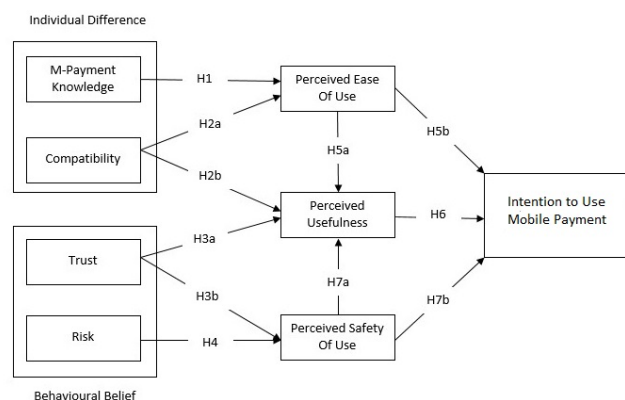 Individual Difference
M-Payment
Knowledge
H1
Perceived Ease
Of Use
H2a
H5b
Compatibility
H5a
H2b
Perceived
Usefulness
Intention to Use
Mobile Payment
H6
H3a
Trust
H7a
H3b
H7b
Risk
H4
Perceived Safety
Of Use
Behavioural Belief